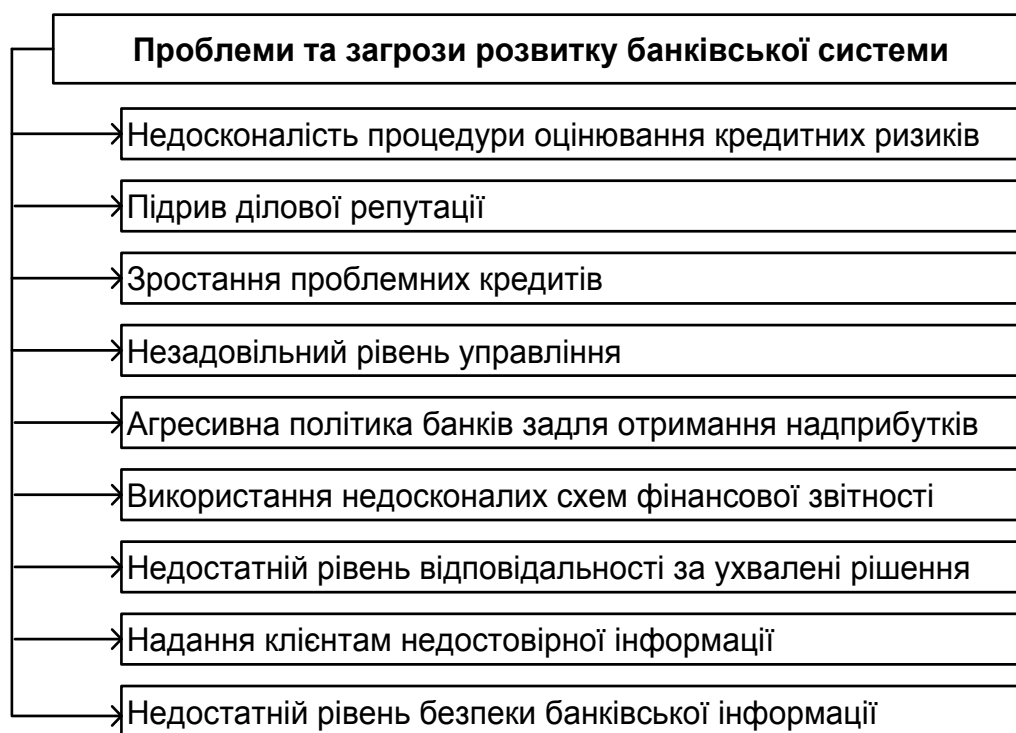 Проблеми та загрози розвитку банківської системи
Недосконалість процедури оцінювання кредитних ризиків
Підрив ділової репутації
Зростання проблемних кредитів
Незадовільний рівень управління
Агресивна політика банків задля отримання надприбутків
Використання недосконалих схем фінансової звітності
Недостатній рівень відповідальності за ухвалені рішення
Надання клієнтам недостовірної інформації
Недостатній рівень безпеки банківської інформації